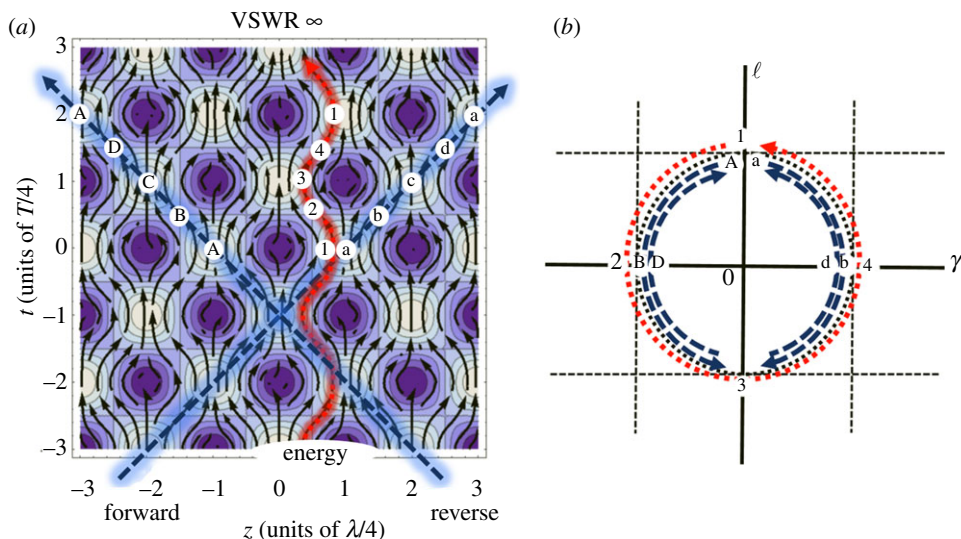 (a)
VSWR ∞
t (units of T/4)
3
2
1
0
–1
–2
–3
A
D
C
B
A
1
4
3
2
1
a
d
c
b
a
energy
–3 –2 –1 0 1 2 3
forward
z (units of λ/4)
reverse
(b)
ℓ
1
A a
2 B D
0
d b 4
γ
3